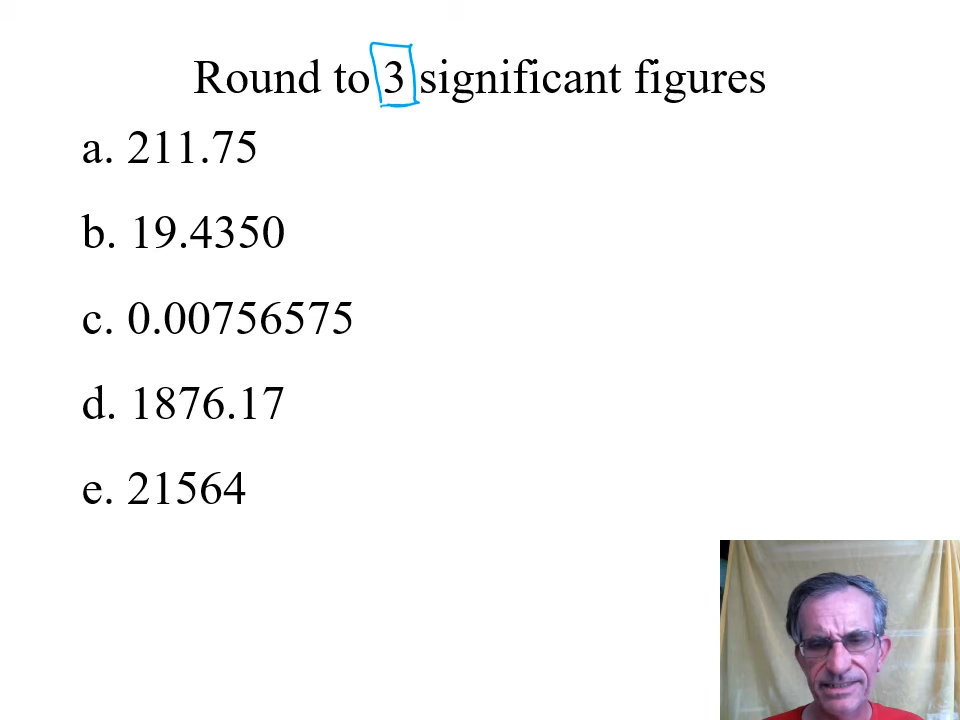 Round to 3 significant figures
a. 211.75
b. 19.4350
c. 0.00756575
d. 1876.17
e. 21564